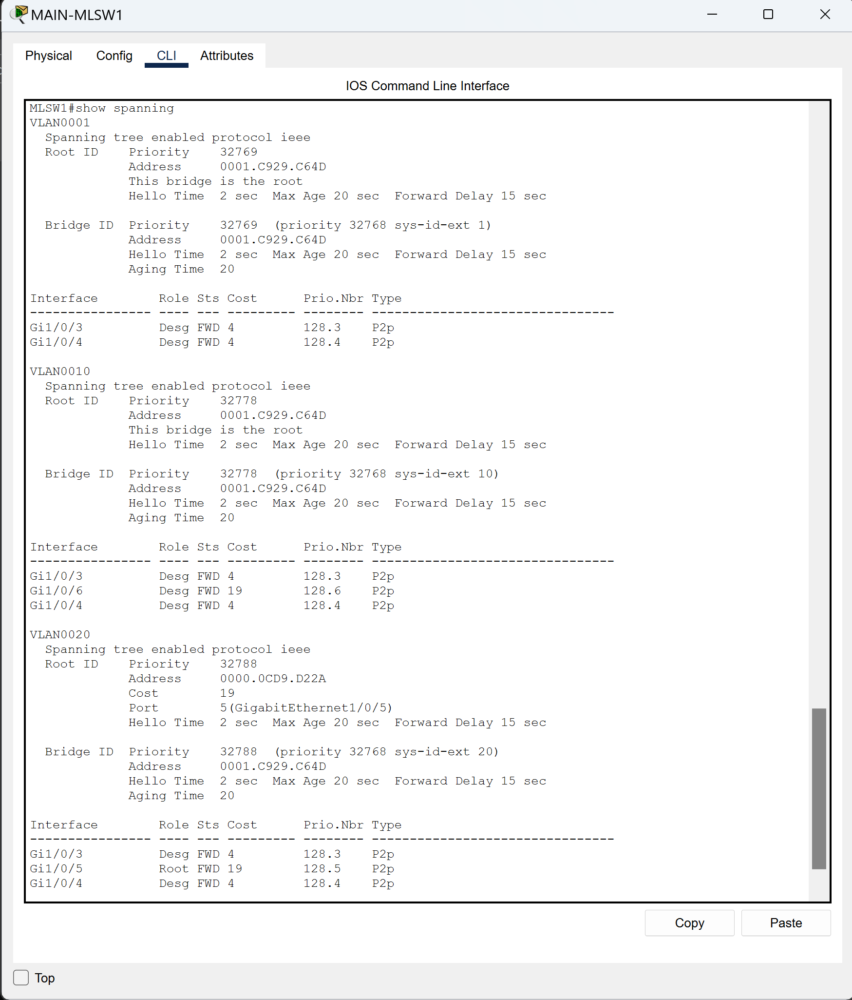 MAIN-MLSW1
Physical Config CLI Attributes
IOS Command Line Interface
MLSW1#show spanning
VLAN0001
  Spanning tree enabled protocol ieee
  Root ID    Priority    32769
             Address     0001.C929.C64D
             This bridge is the root
             Hello Time  2 sec  Max Age 20 sec  Forward Delay 15 sec

  Bridge ID  Priority    32769  (priority 32768 sys-id-ext 1)
             Address     0001.C929.C64D
             Hello Time  2 sec  Max Age 20 sec  Forward Delay 15 sec
             Aging Time  20

Interface        Role Sts Cost      Prio.Nbr Type
---------------- ---- --- --------- -------- --------------------------------
Gi1/0/3          Desg FWD 4         128.3    P2p
Gi1/0/4          Desg FWD 4         128.4    P2p

VLAN0010
  Spanning tree enabled protocol ieee
  Root ID    Priority    32778
             Address     0001.C929.C64D
             This bridge is the root
             Hello Time  2 sec  Max Age 20 sec  Forward Delay 15 sec

  Bridge ID  Priority    32778  (priority 32768 sys-id-ext 10)
             Address     0001.C929.C64D
             Hello Time  2 sec  Max Age 20 sec  Forward Delay 15 sec
             Aging Time  20

Interface        Role Sts Cost      Prio.Nbr Type
---------------- ---- --- --------- -------- --------------------------------
Gi1/0/3          Desg FWD 4         128.3    P2p
Gi1/0/6          Desg FWD 19        128.6    P2p
Gi1/0/4          Desg FWD 4         128.4    P2p

VLAN0020
  Spanning tree enabled protocol ieee
  Root ID    Priority    32788
             Address     0000.0CD9.D22A
             Cost        19
             Port        5(GigabitEthernet1/0/5)
             Hello Time  2 sec  Max Age 20 sec  Forward Delay 15 sec

  Bridge ID  Priority    32788  (priority 32768 sys-id-ext 20)
             Address     0001.C929.C64D
             Hello Time  2 sec  Max Age 20 sec  Forward Delay 15 sec
             Aging Time  20

Interface        Role Sts Cost      Prio.Nbr Type
---------------- ---- --- --------- -------- --------------------------------
Gi1/0/3          Desg FWD 4         128.3    P2p
Gi1/0/5          Root FWD 19        128.5    P2p
Gi1/0/4          Desg FWD 4         128.4    P2p
Copy Paste
Top